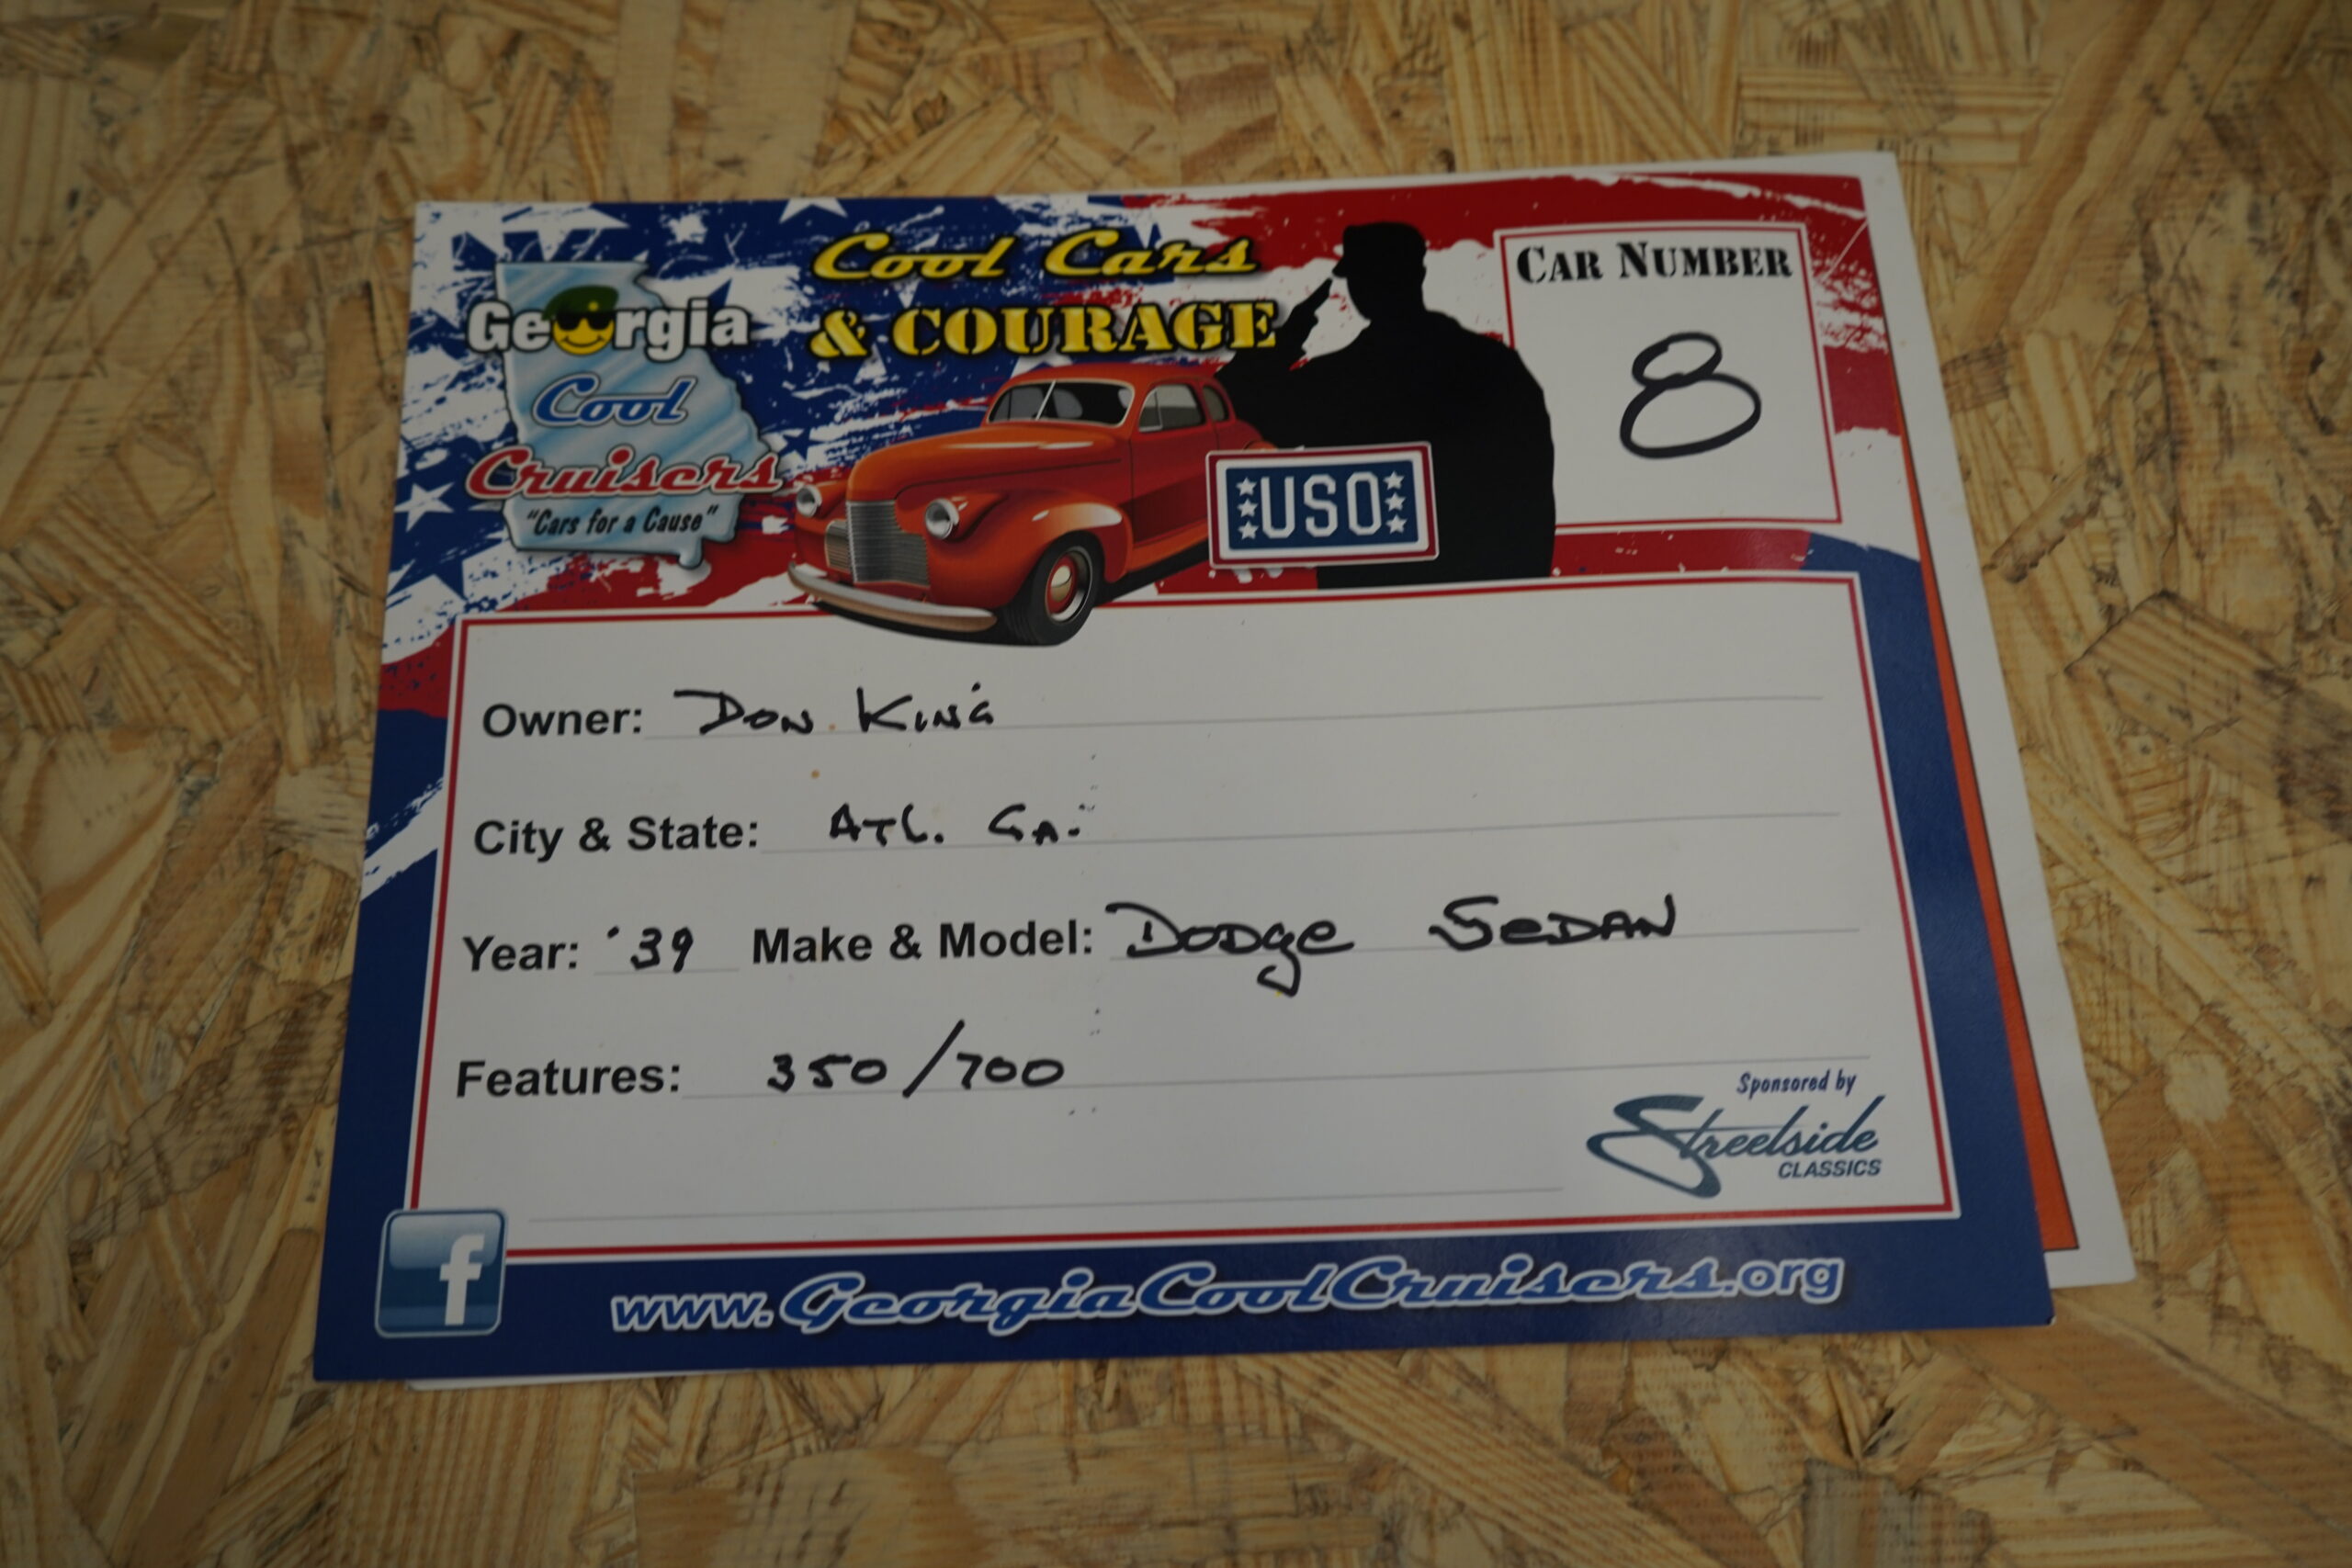 Georgia
Cool
Cruisers
"Cars for a Cause"
Cool Cars
& COURAGE
USO
CAR NUMBER
8
Owner: DON KING
City & State: ATL. GA.
Year: '39 Make & Model: DODge SeDAN
Features: 350/700
Sponsored by
Streetside
CLASSICS
f
www.GeorgiaCoolCruisers.org